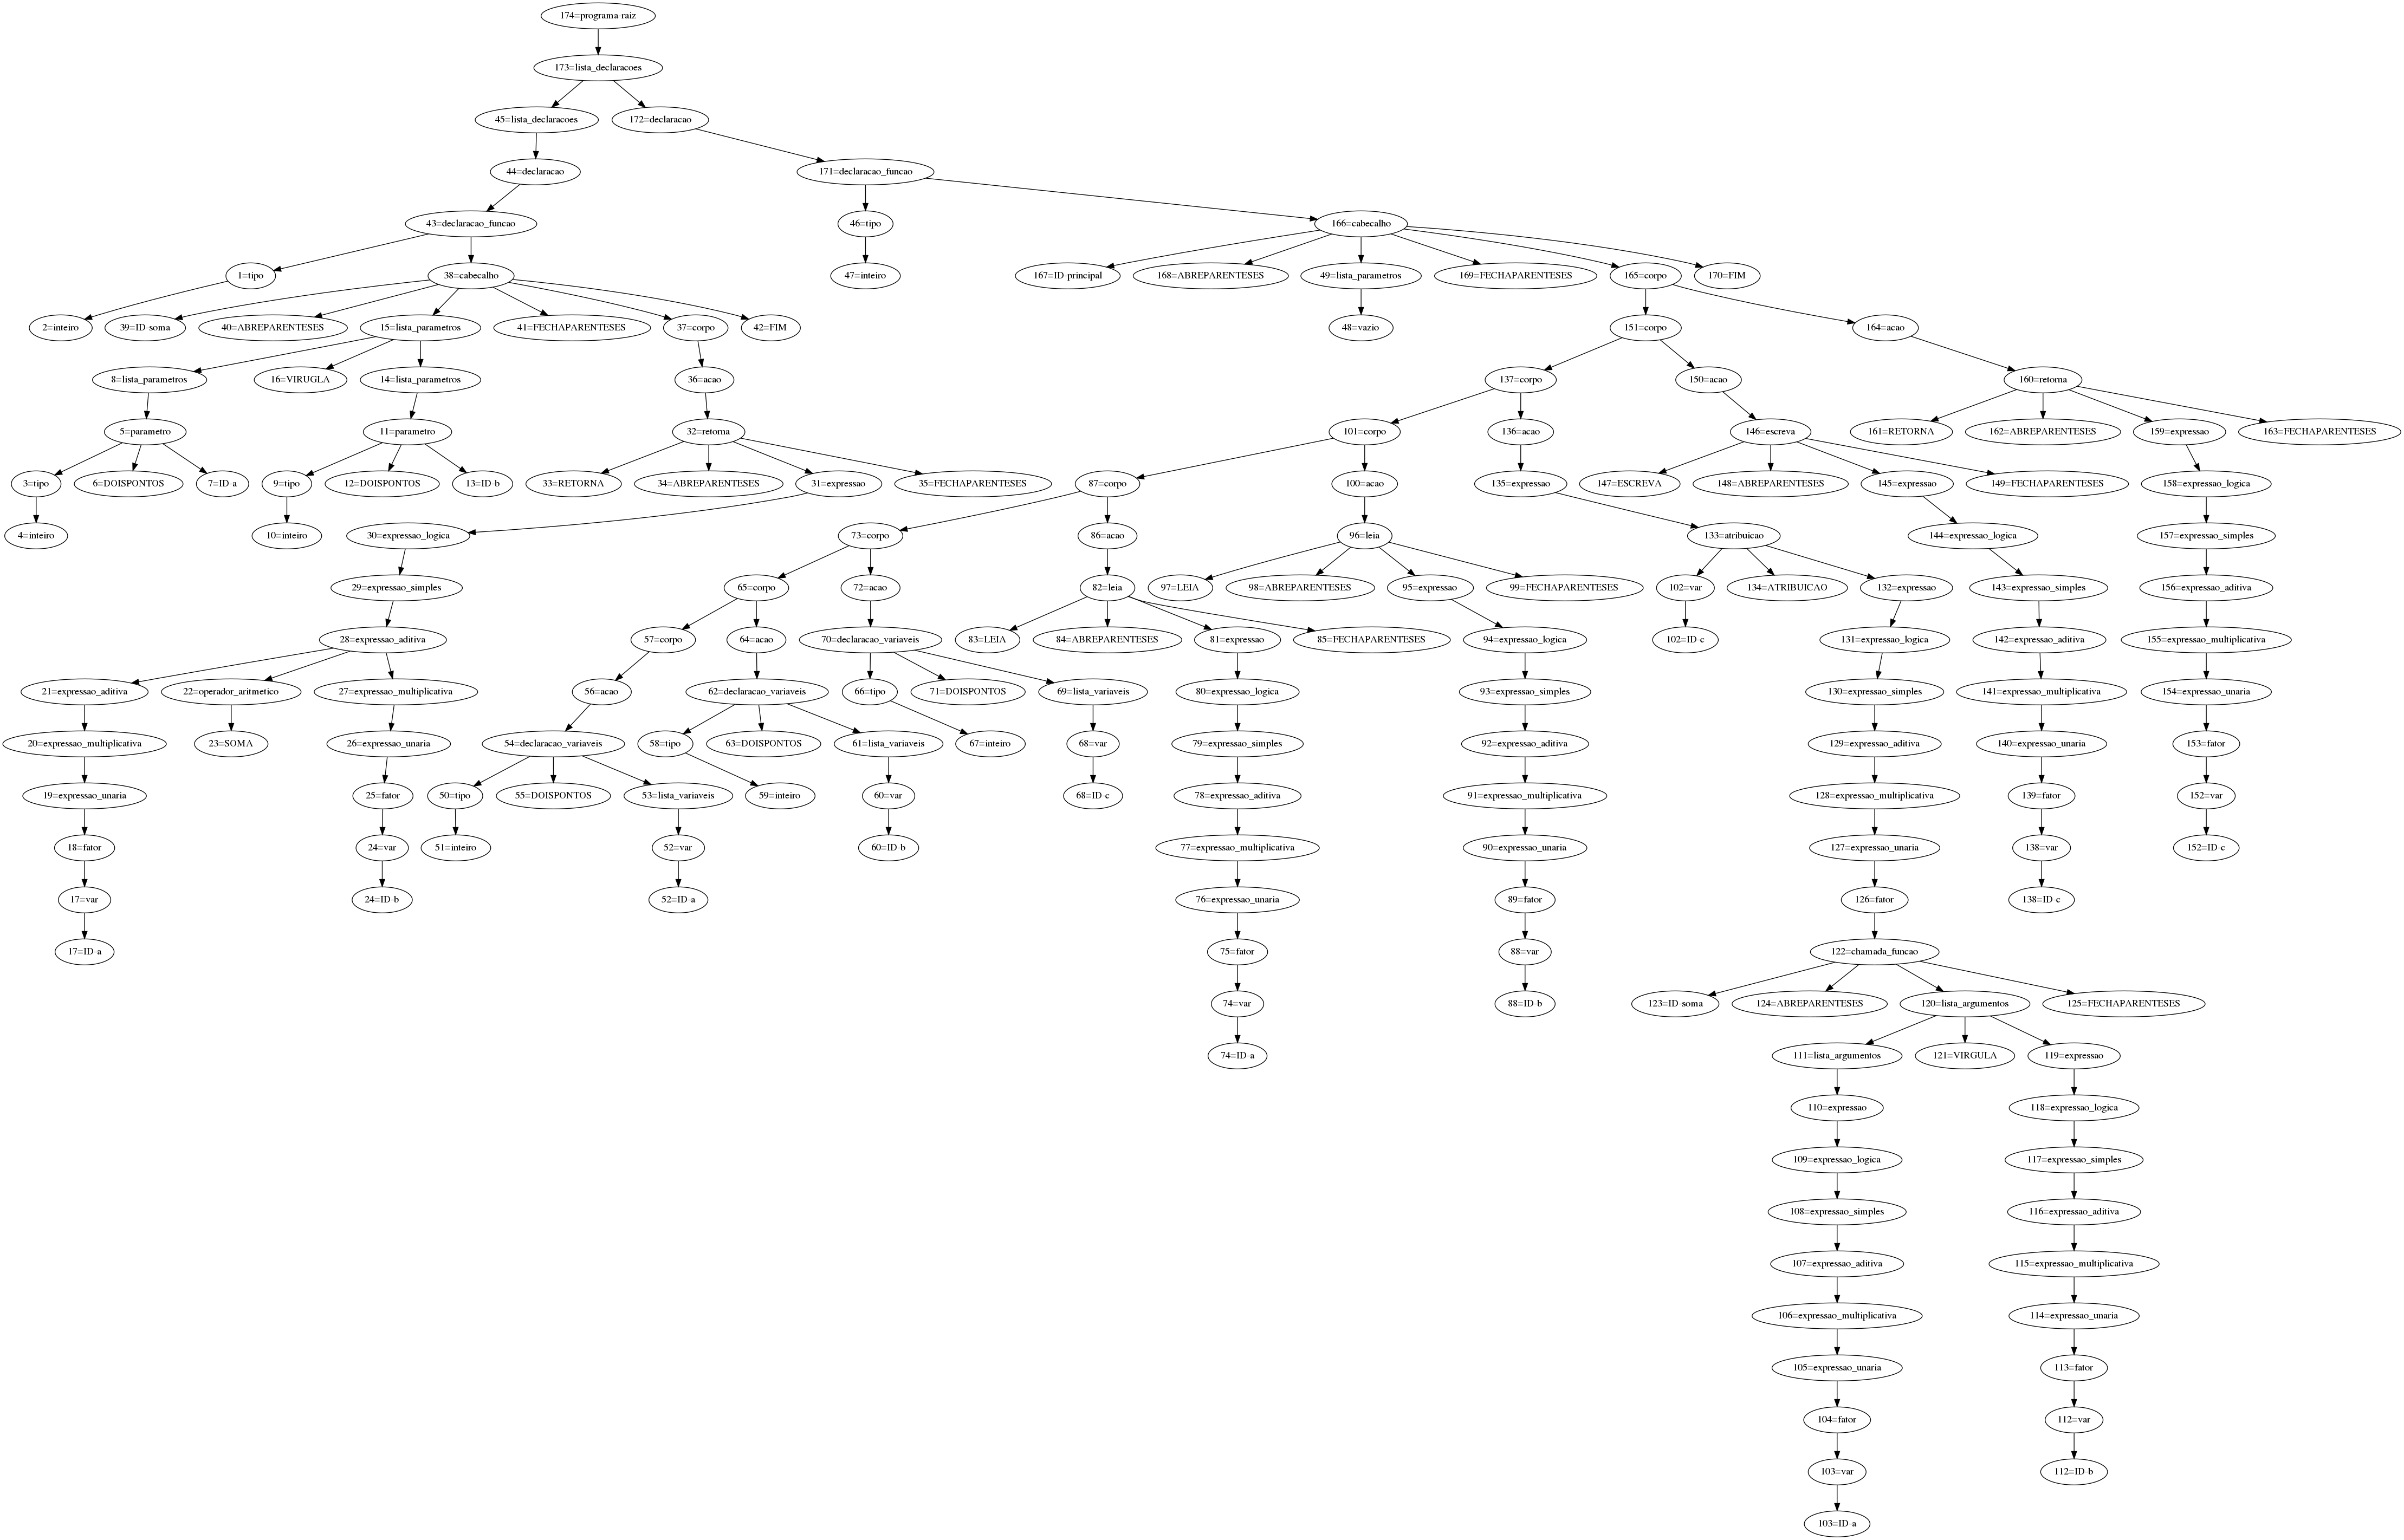 174=programa-raiz
173=lista_declaracoes
45=lista_declaracoes 172=declaracao
44=declaracao 171=declaracao_funcao
43=declaracao_funcao 46=tipo 166=cabecalho
1=tipo 38=cabecalho 47=inteiro 167=ID-principal 168=ABREPARENTESES 49=lista_parametros 169=FECHAPARENTESES 165=corpo 170=FIM
2=inteiro 39=ID-soma 40=ABREPARENTESES 15=lista_parametros 41=FECHAPARENTESES 37=corpo 42=FIM 48=vazio 151=corpo 164=acao
8=lista_parametros 16=VIRUGLA 14=lista_parametros 36=acao 137=corpo 150=acao 160=retorna
5=parametro 11=parametro 32=retorna 101=corpo 136=acao 146=escreva 161=RETORNA 162=ABREPARENTESES 159=expressao 163=FECHAPARENTESES
3=tipo 6=DOISPONTOS 7=ID-a 9=tipo 12=DOISPONTOS 13=ID-b 33=RETORNA 34=ABREPARENTESES 31=expressao 35=FECHAPARENTESES 87=corpo 100=acao 135=expressao 147=ESCREVA 148=ABREPARENTESES 145=expressao 149=FECHAPARENTESES 158=expressao_logica
4=inteiro 10=inteiro 30=expressao_logica 73=corpo 86=acao 96=leia 133=atribuicao 144=expressao_logica 157=expressao_simples
29=expressao_simples 65=corpo 72=acao 82=leia 97=LEIA 98=ABREPARENTESES 95=expressao 99=FECHAPARENTESES 102=var 134=ATRIBUICAO 132=expressao 143=expressao_simples 156=expressao_aditiva
28=expressao_aditiva 57=corpo 64=acao 70=declaracao_variaveis 83=LEIA 84=ABREPARENTESES 81=expressao 85=FECHAPARENTESES 94=expressao_logica 102=ID-c 131=expressao_logica 142=expressao_aditiva 155=expressao_multiplicativa
21=expressao_aditiva 22=operador_aritmetico 27=expressao_multiplicativa 56=acao 62=declaracao_variaveis 66=tipo 71=DOISPONTOS 69=lista_variaveis 80=expressao_logica 93=expressao_simples 130=expressao_simples 141=expressao_multiplicativa 154=expressao_unaria
20=expressao_multiplicativa 23=SOMA 26=expressao_unaria 54=declaracao_variaveis 58=tipo 63=DOISPONTOS 61=lista_variaveis 67=inteiro 68=var 79=expressao_simples 92=expressao_aditiva 129=expressao_aditiva 140=expressao_unaria 153=fator
19=expressao_unaria 25=fator 50=tipo 55=DOISPONTOS 53=lista_variaveis 59=inteiro 60=var 68=ID-c 78=expressao_aditiva 91=expressao_multiplicativa 128=expressao_multiplicativa 139=fator 152=var
18=fator 24=var 51=inteiro 52=var 60=ID-b 77=expressao_multiplicativa 90=expressao_unaria 127=expressao_unaria 138=var 152=ID-c
17=var 24=ID-b 52=ID-a 76=expressao_unaria 89=fator 126=fator 138=ID-c
17=ID-a 75=fator 88=var 122=chamada_funcao
74=var 88=ID-b 123=ID-soma 124=ABREPARENTESES 120=lista_argumentos 125=FECHAPARENTESES
74=ID-a 111=lista_argumentos 121=VIRGULA 119=expressao
110=expressao 118=expressao_logica
109=expressao_logica 117=expressao_simples
108=expressao_simples 116=expressao_aditiva
107=expressao_aditiva 115=expressao_multiplicativa
106=expressao_multiplicativa 114=expressao_unaria
105=expressao_unaria 113=fator
104=fator 112=var
103=var 112=ID-b
103=ID-a